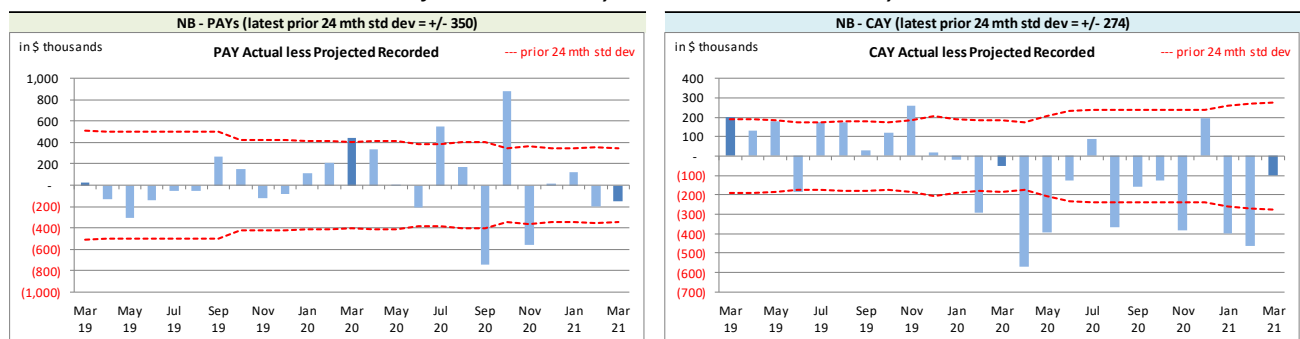 NB - PAYs (latest prior 24 mth std dev = +/- 350)
in $ thousands
PAY Actual less Projected Recorded
--- prior 24 mth std dev
1,000
800
600
400
200
-
(200)
(400)
(600)
(800)
(1,000)
Mar 19 May 19 Jul 19 Sep 19 Nov 19 Jan 20 Mar 20 May 20 Jul 20 Sep 20 Nov 20 Jan 21 Mar 21
NB - CAY (latest prior 24 mth std dev = +/- 274)
in $ thousands
CAY Actual less Projected Recorded
--- prior 24 mth std dev
400
300
200
100
-
(100)
(200)
(300)
(400)
(500)
(600)
(700)
Mar 19 May 19 Jul 19 Sep 19 Nov 19 Jan 20 Mar 20 May 20 Jul 20 Sep 20 Nov 20 Jan 21 Mar 21